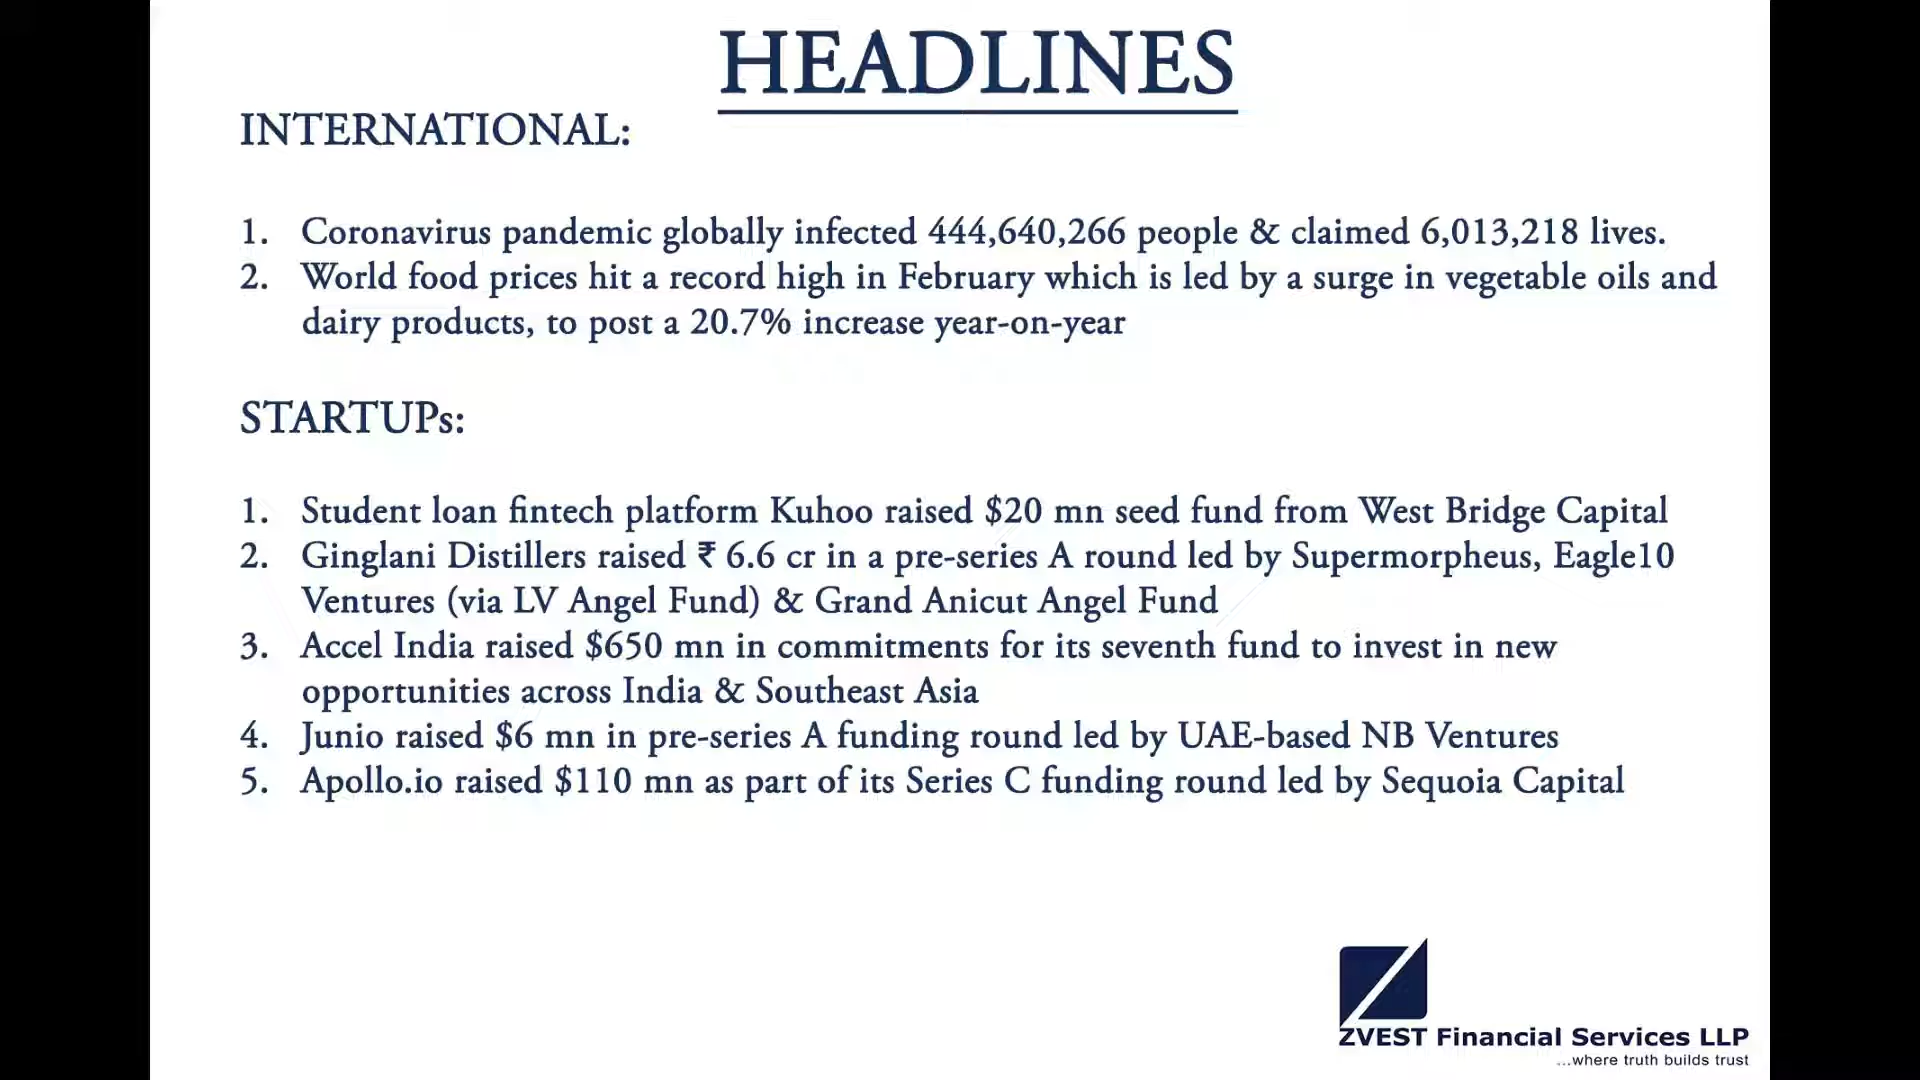 HEADLINES
INTERNATIONAL:
1. Coronavirus pandemic globally infected 444,640,266 people & claimed 6,013,218 lives.
2. World food prices hit a record high in February which is led by a surge in vegetable oils and
dairy products, to post a 20.7% increase year-on-year
STARTUPs:
1. Student loan fintech platform Kuhoo raised $20 mn seed fund from West Bridge Capital
2. Ginglani Distillers raised ₹ 6.6 cr in a pre-series A round led by Supermorpheus, Eagle10
Ventures (via LV Angel Fund) & Grand Anicut Angel Fund
3. Accel India raised $650 mn in commitments for its seventh fund to invest in new
opportunities across India & Southeast Asia
4. Junio raised $6 mn in pre-series A funding round led by UAE-based NB Ventures
5. Apollo.io raised $110 mn as part of its Series C funding round led by Sequoia Capital
ZVEST Financial Services LLP
...where truth builds trust